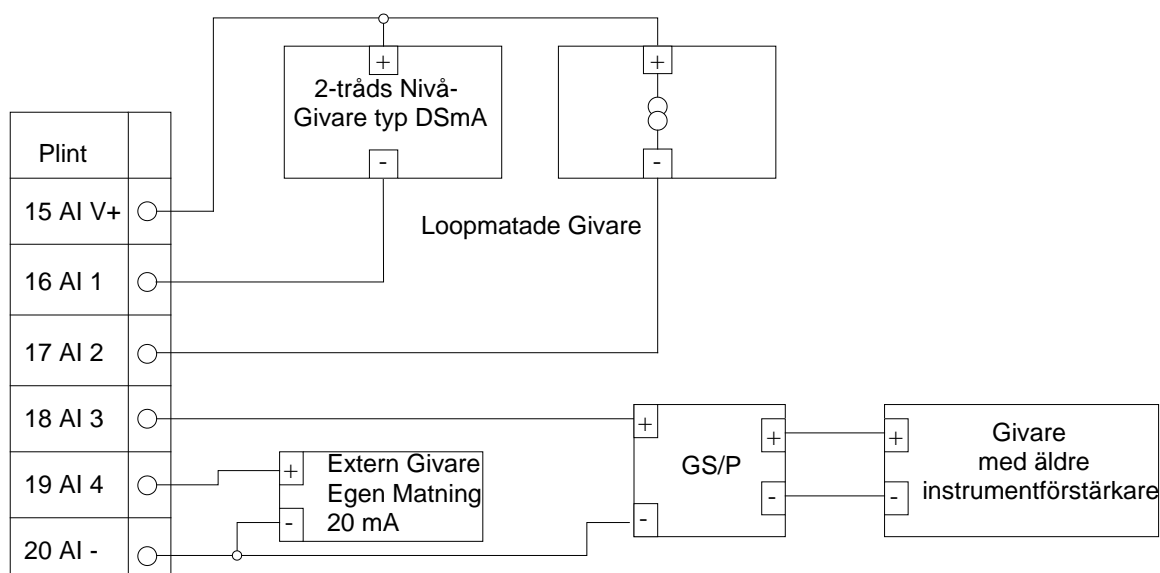 +
+
2-tråds Nivå-
Givare typ DSmA
-
-
Plint
15 AI V+
Loopmatade Givare
16 AI 1
17 AI 2
18 AI 3
+
GS/P
+
+
Givare
med äldre
instrumentförstärkare
-
-
-
19 AI 4
+
Extern Givare
Egen Matning
20 mA
-
20 AI -